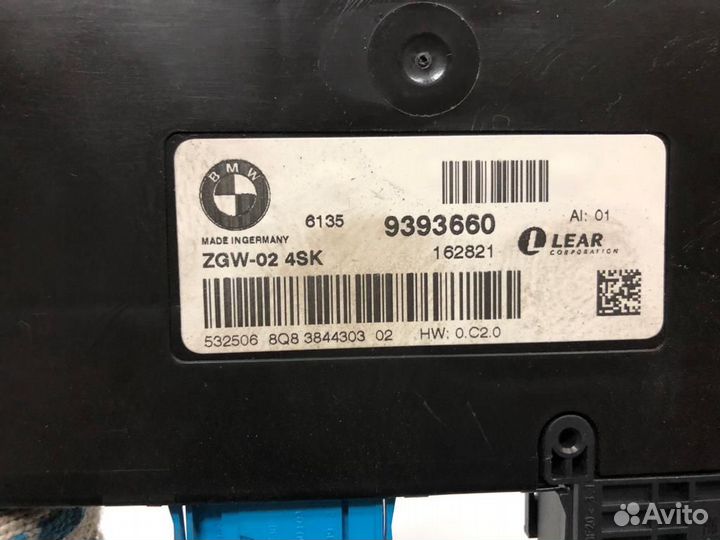 BMW
6135 9393660 AI: 01
MADE IN GERMANY
ZGW-02 4SK 162821 LEAR
CORPORATION
532506 8Q8 3844303 02 HW: 0.C2.0
Avito